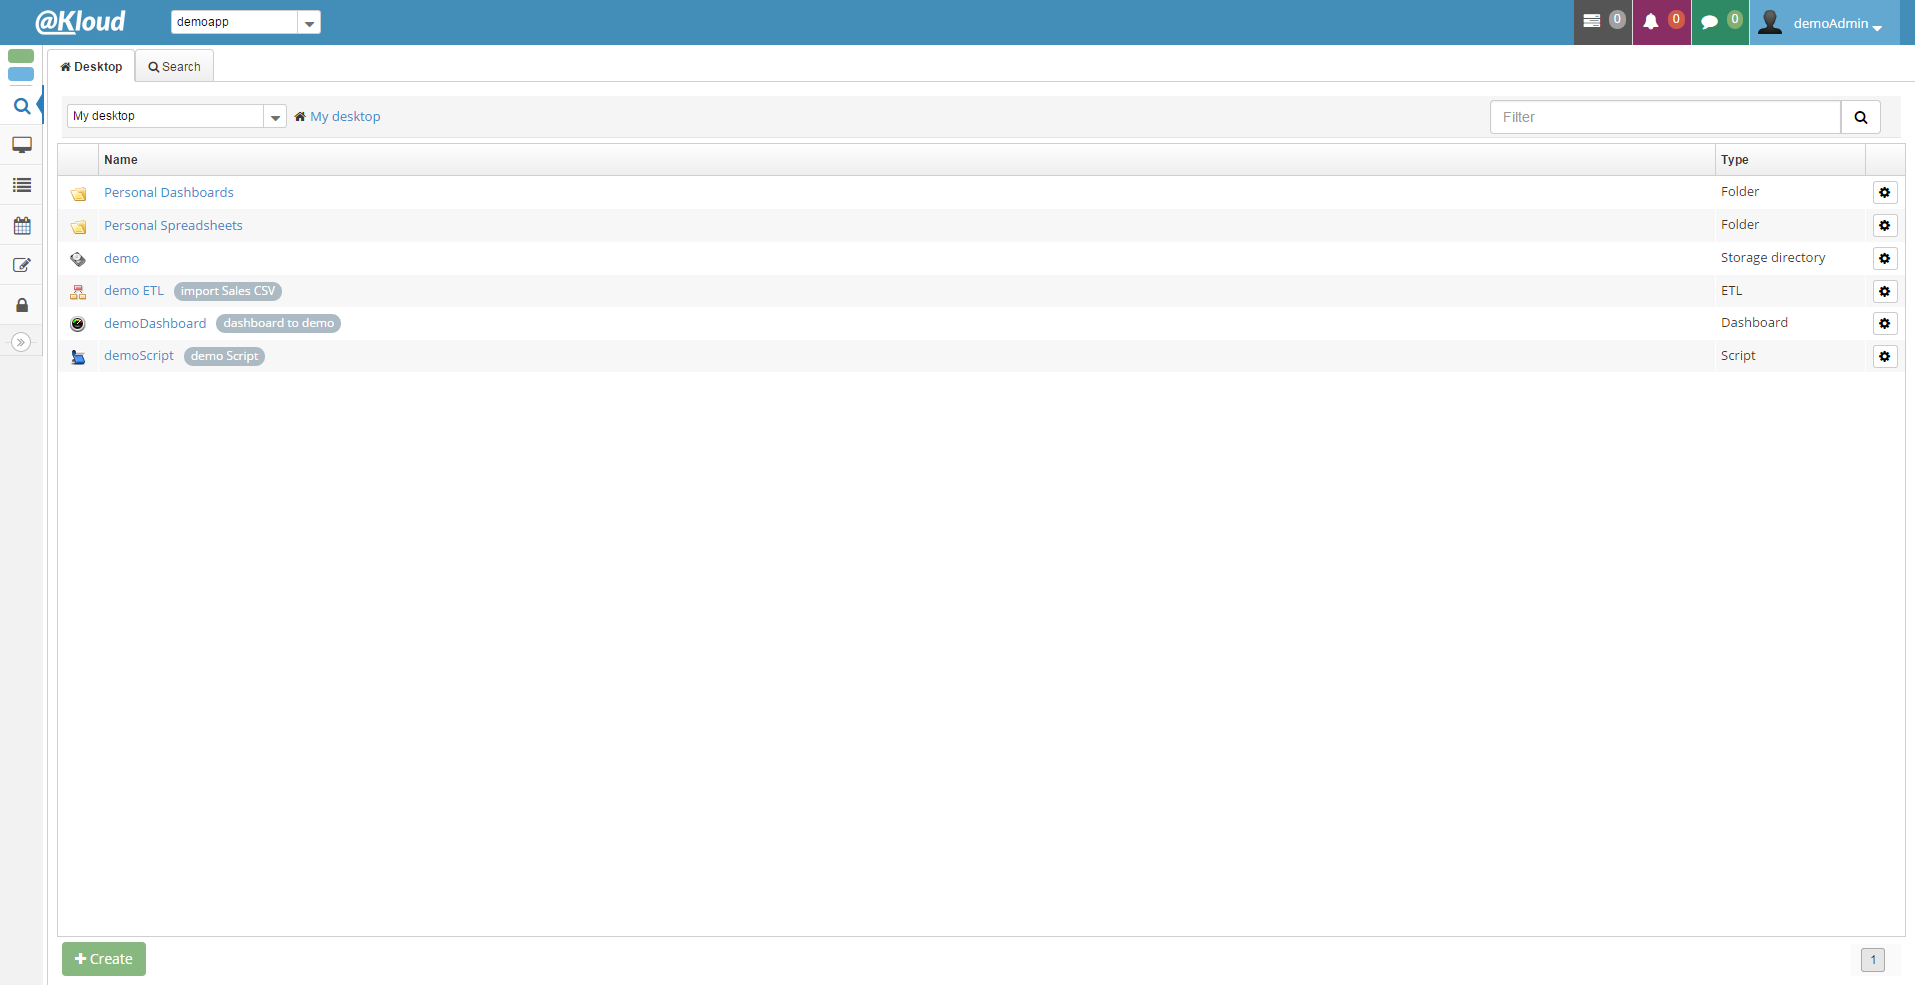 @Kloud demoapp 0 0 0 demoAdmin
Desktop Search
My desktop My desktop Filter
Name Type
Personal Dashboards Folder
Personal Spreadsheets Folder
demo Storage directory
demo ETL import Sales CSV ETL
demoDashboard dashboard to demo Dashboard
demoScript demo Script Script
Create 1